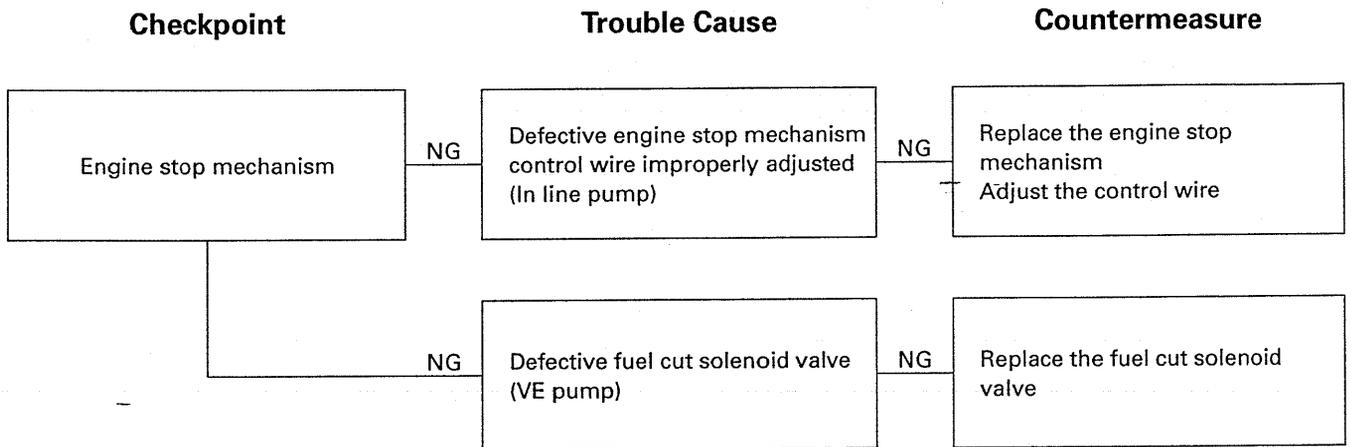 Checkpoint
Trouble Cause
Countermeasure
Engine stop mechanism
NG
Defective engine stop mechanism
control wire improperly adjusted
(In line pump)
NG
Replace the engine stop
mechanism
Adjust the control wire
NG
Defective fuel cut solenoid valve
(VE pump)
NG
Replace the fuel cut solenoid
valve